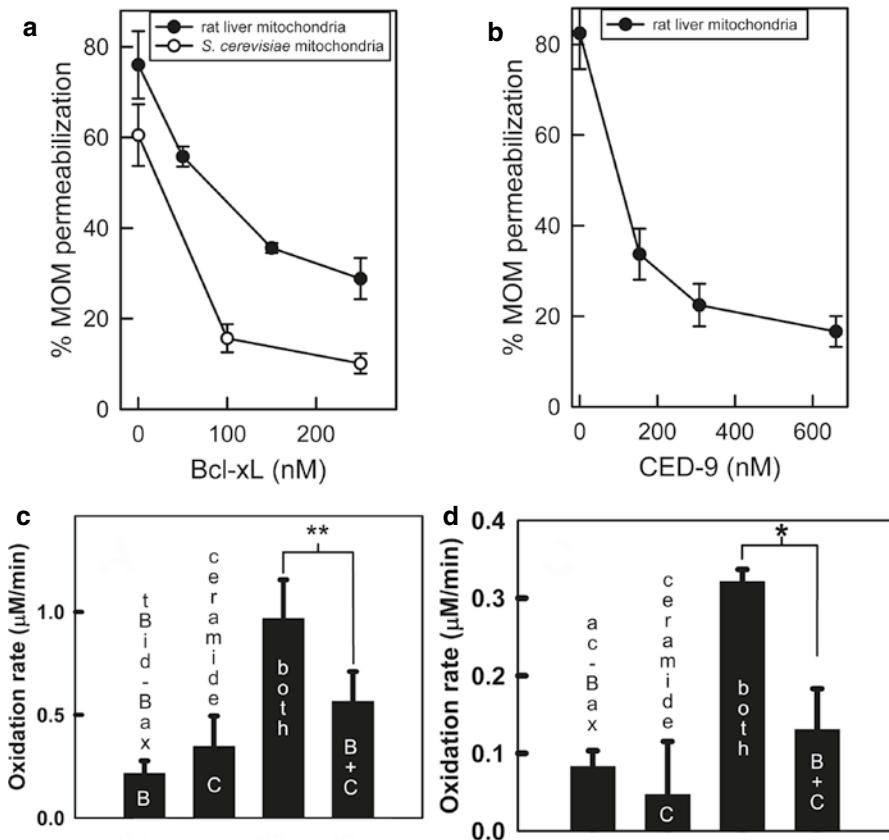 a
rat liver mitochondria
S. cerevisiae mitochondria
% MOM permeabilization
80
60
40
20
0
0
100
200
Bcl-xL (nM)
b
rat liver mitochondria
% MOM permeabilization
80
60
40
20
0
0
200
400
600
CED-9 (nM)
c
Oxidation rate (μM/min)
1.0
0.5
0.0
tBid-Bax
B
ceramide
C
both
**
B+C
d
Oxidation rate (μM/min)
0.4
0.3
0.2
0.1
0.0
ac-Bax
ceramide
C
both
*
B+C